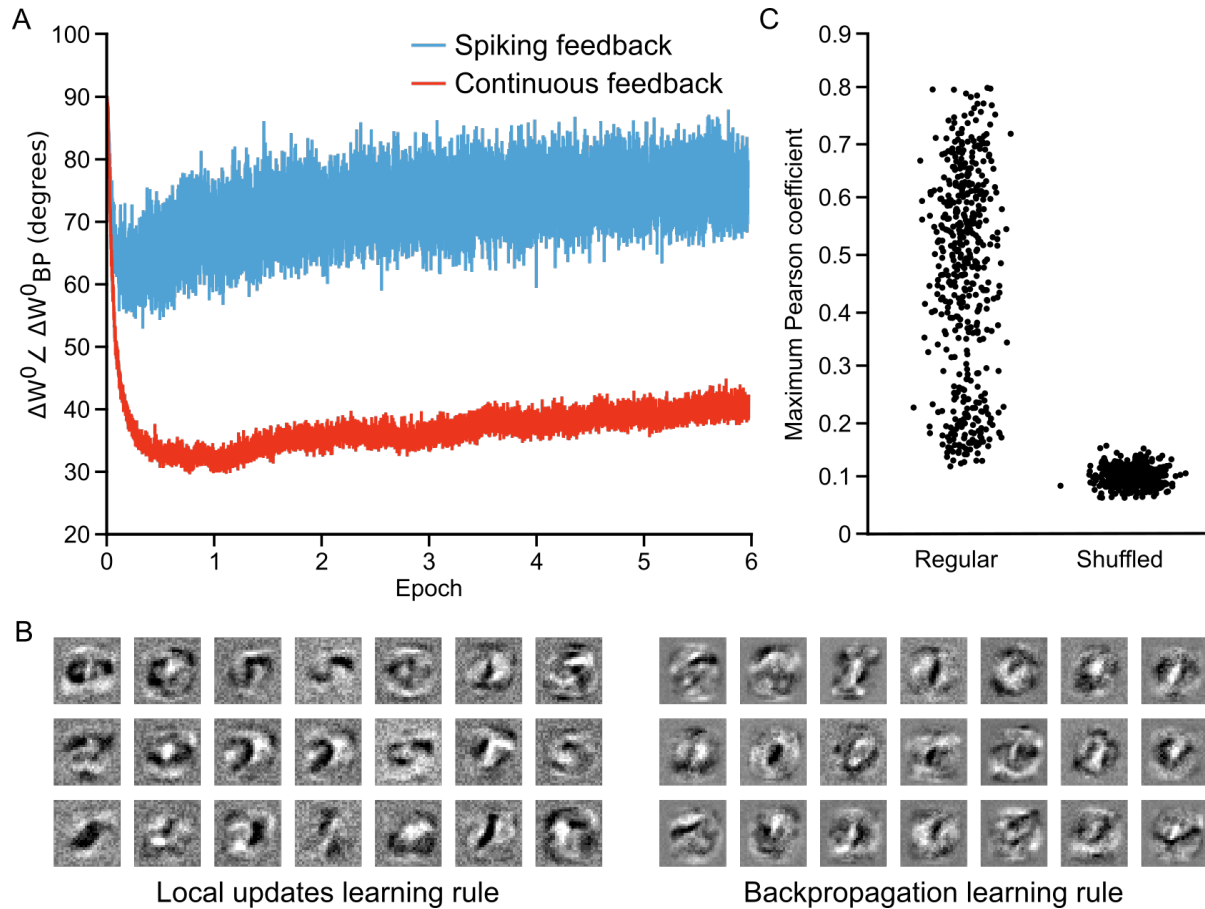 A
100
90
80
70
60
50
40
30
20
ΔW⁰∠ ΔW⁰BP (degrees)
Spiking feedback
Continuous feedback
0
1
2
3
4
5
6
Epoch
C
0.9
0.8
0.7
0.6
0.5
0.4
0.3
0.2
0.1
0
Maximum Pearson coefficient
Regular
Shuffled
B
Local updates learning rule
Backpropagation learning rule